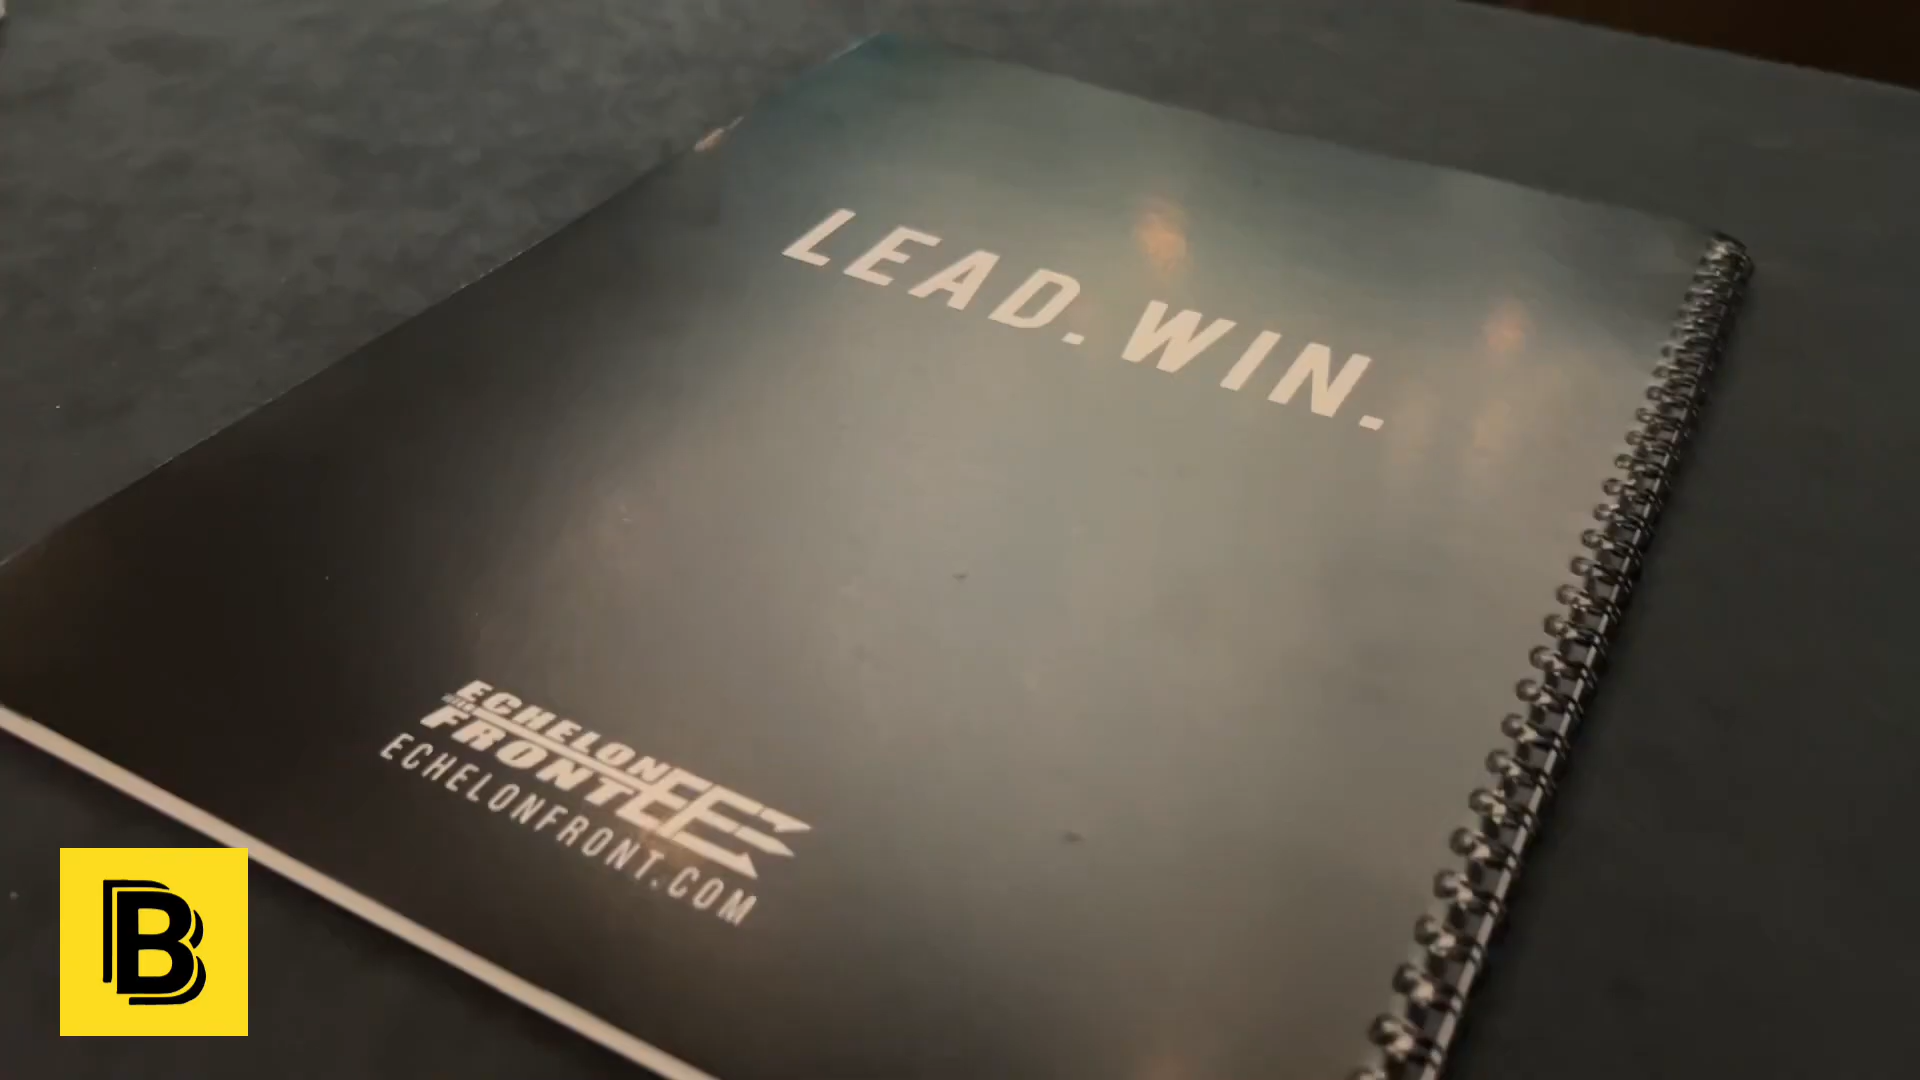 LEAD. WIN.
ECHELON
FRONT
ECHELONFRONT.COM
B